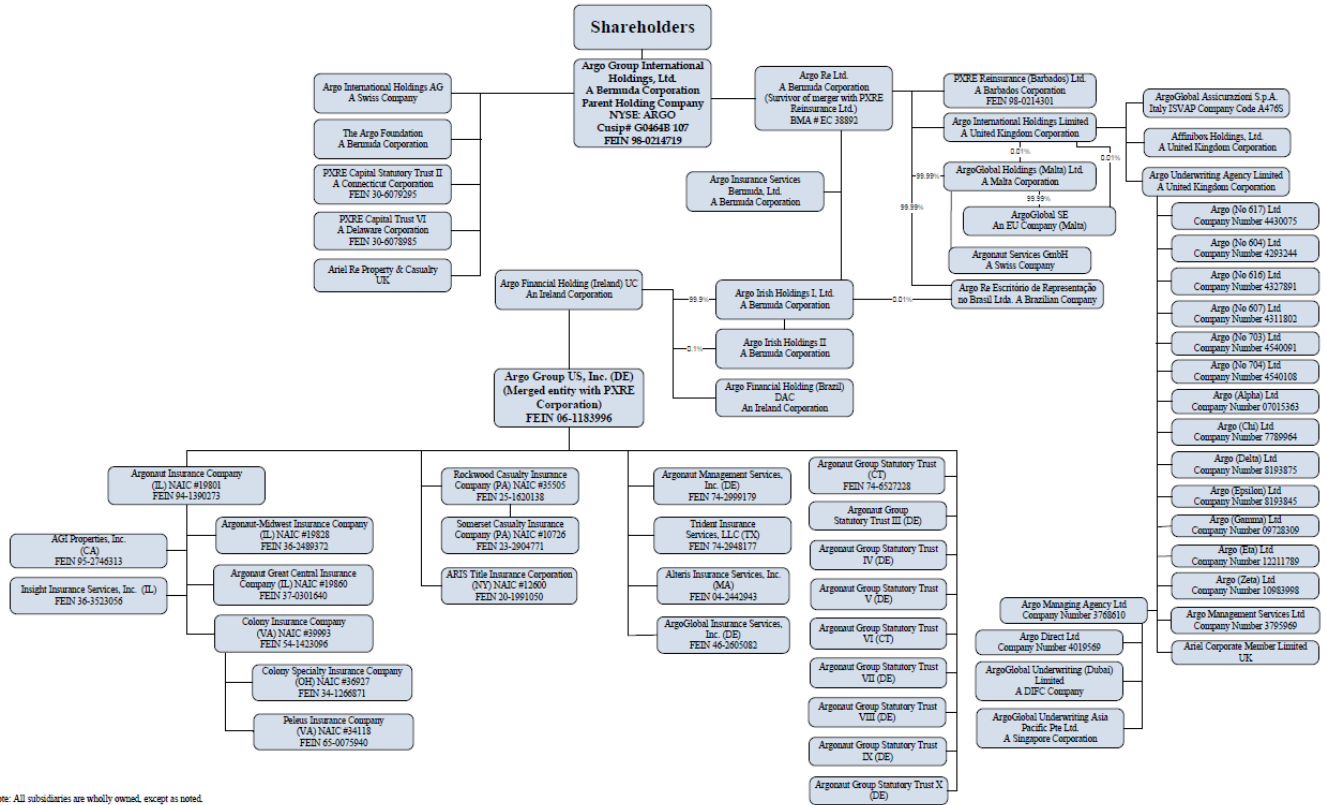 Shareholders
Argo Group International
Holdings, Ltd.
A Bermuda Corporation
Parent Holding Company
NYSE: ARGO
Cusip# G0464B 107
FEIN 98-0214719
Argo International Holdings AG
A Swiss Company
The Argo Foundation
A Bermuda Corporation
PXRE Capital Statutory Trust II
A Connecticut Corporation
FEIN 30-6079295
PXRE Capital Trust VI
A Delaware Corporation
FEIN 30-6078985
Ariel Re Property & Casualty
UK
Argo Re Ltd.
A Bermuda Corporation
(Survivor of merger with PXRE
Reinsurance Ltd.)
BMA # EC 38892
Argo Insurance Services
Bermuda, Ltd.
A Bermuda Corporation
PXRE Reinsurance (Barbados) Ltd.
A Barbados Corporation
FEIN 98-0214301
Argo International Holdings Limited
A United Kingdom Corporation
0.01%
0.01%
ArgoGlobal Holdings (Malta) Ltd.
A Malta Corporation
99.99%
99.99%
99.99%
ArgoGlobal SE
An EU Company (Malta)
Argonaut Services GmbH
A Swiss Company
Argo Re Escritório de Representação
no Brasil Ltda. A Brazilian Company
ArgoGlobal Assicurazioni S.p.A.
Italy ISVAP Company Code A476S
Affinibox Holdings, Ltd.
A United Kingdom Corporation
Argo Underwriting Agency Limited
A United Kingdom Corporation
Argo (No 617) Ltd
Company Number 4430075
Argo (No 604) Ltd
Company Number 4293244
Argo (No 616) Ltd
Company Number 4327891
Argo (No 607) Ltd
Company Number 4311802
Argo (No 703) Ltd
Company Number 4540091
Argo (No 704) Ltd
Company Number 4540108
Argo (Alpha) Ltd
Company Number 07015363
Argo (Chi) Ltd
Company Number 7789964
Argo (Delta) Ltd
Company Number 8193875
Argo (Epsilon) Ltd
Company Number 8193845
Argo (Gamma) Ltd
Company Number 09728309
Argo (Eta) Ltd
Company Number 12211789
Argo (Zeta) Ltd
Company Number 10983998
Argo Management Services Ltd
Company Number 3795969
Ariel Corporate Member Limited
UK
Argo Managing Agency Ltd
Company Number 3768610
Argo Direct Ltd
Company Number 4019569
ArgoGlobal Underwriting (Dubai)
Limited
A DIFC Company
ArgoGlobal Underwriting Asia
Pacific Pte Ltd.
A Singapore Corporation
Argo Financial Holding (Ireland) UC
An Ireland Corporation
99.9%
Argo Irish Holdings I, Ltd.
A Bermuda Corporation
0.01%
0.1%
Argo Irish Holdings II
A Bermuda Corporation
Argo Financial Holding (Brazil)
DAC
An Ireland Corporation
Argo Group US, Inc. (DE)
(Merged entity with PXRE
Corporation)
FEIN 06-1183996
Argonaut Insurance Company
(IL) NAIC #19801
FEIN 94-1390273
AGI Properties, Inc.
(CA)
FEIN 95-2746313
Insight Insurance Services, Inc. (IL)
FEIN 36-3523056
Argonaut-Midwest Insurance Company
(IL) NAIC #19828
FEIN 36-2489372
Argonaut Great Central Insurance
Company (IL) NAIC #19860
FEIN 37-0301640
Colony Insurance Company
(VA) NAIC #39993
FEIN 54-1423096
Colony Specialty Insurance Company
(OH) NAIC #36927
FEIN 34-1266871
Peleus Insurance Company
(VA) NAIC #34118
FEIN 65-0075940
Rockwood Casualty Insurance
Company (PA) NAIC #35505
FEIN 25-1620138
Somerset Casualty Insurance
Company (PA) NAIC #10726
FEIN 23-2904771
ARIS Title Insurance Corporation
(NY) NAIC #12600
FEIN 20-1991050
Argonaut Management Services,
Inc. (DE)
FEIN 74-2999179
Trident Insurance
Services, LLC (TX)
FEIN 74-2948177
Alteris Insurance Services, Inc.
(MA)
FEIN 04-2442943
ArgoGlobal Insurance Services,
Inc. (DE)
FEIN 46-2605082
Argonaut Group Statutory Trust
(CT)
FEIN 74-6527228
Argonaut Group
Statutory Trust III (DE)
Argonaut Group Statutory Trust
IV (DE)
Argonaut Group Statutory Trust
V (DE)
Argonaut Group Statutory Trust
VI (CT)
Argonaut Group Statutory Trust
VII (DE)
Argonaut Group Statutory Trust
VIII (DE)
Argonaut Group Statutory Trust
IX (DE)
Argonaut Group Statutory Trust X
(DE)
te: All subsidiaries are wholly owned, except as noted.